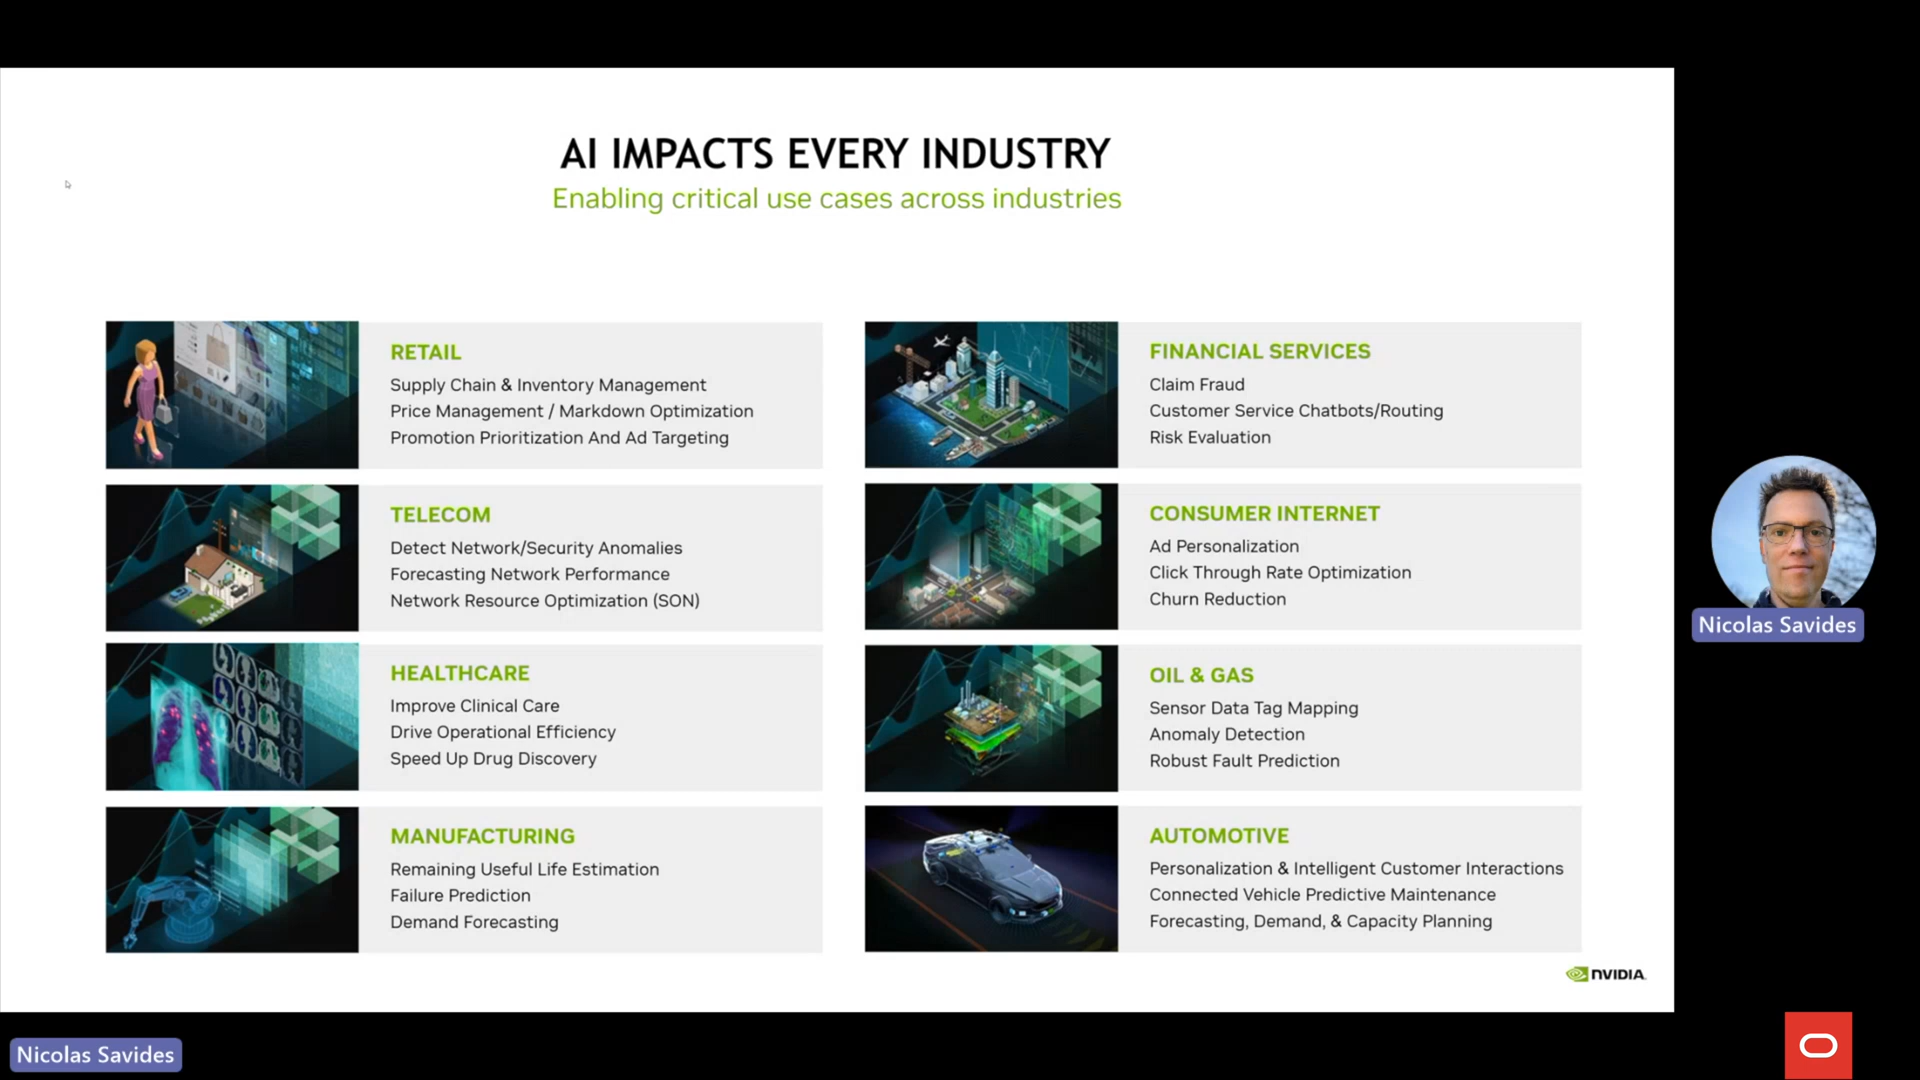 AI IMPACTS EVERY INDUSTRY
Enabling critical use cases across industries
RETAIL
Supply Chain & Inventory Management
Price Management / Markdown Optimization
Promotion Prioritization And Ad Targeting
FINANCIAL SERVICES
Claim Fraud
Customer Service Chatbots/Routing
Risk Evaluation
TELECOM
Detect Network/Security Anomalies
Forecasting Network Performance
Network Resource Optimization (SON)
CONSUMER INTERNET
Ad Personalization
Click Through Rate Optimization
Churn Reduction
HEALTHCARE
Improve Clinical Care
Drive Operational Efficiency
Speed Up Drug Discovery
OIL & GAS
Sensor Data Tag Mapping
Anomaly Detection
Robust Fault Prediction
MANUFACTURING
Remaining Useful Life Estimation
Failure Prediction
Demand Forecasting
AUTOMOTIVE
Personalization & Intelligent Customer Interactions
Connected Vehicle Predictive Maintenance
Forecasting, Demand, & Capacity Planning
NVIDIA
Nicolas Savides
Nicolas Savides